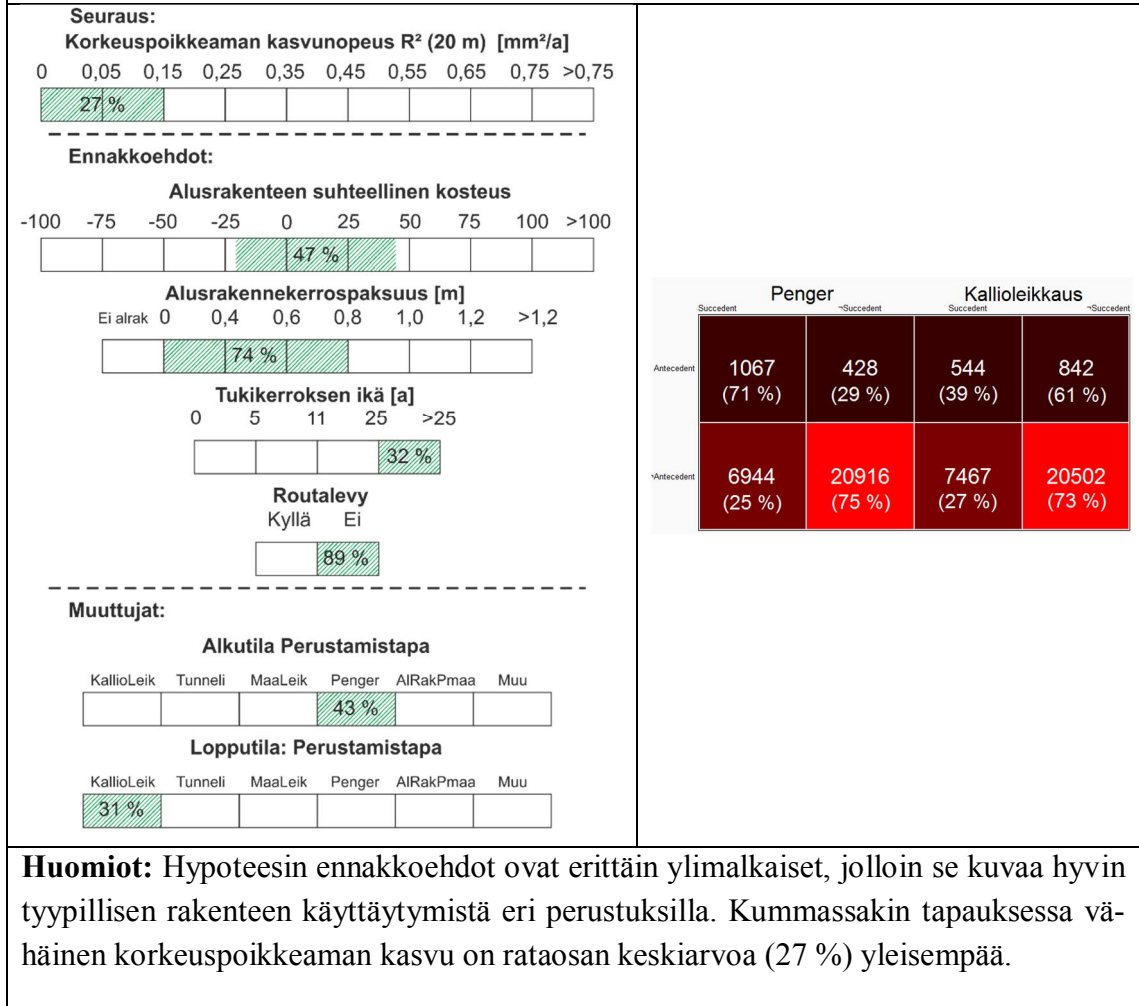 Seuraus:
Korkeuspoikkeaman kasvunopeus R² (20 m) [mm²/a]
0 0,05 0,15 0,25 0,35 0,45 0,55 0,65 0,75 >0,75
27 %
Ennakkoehdot:
Alusrakenteen suhteellinen kosteus
-100 -75 -50 -25 0 25 50 75 100 >100
47 %
Alusrakennekerrospaksuus [m]
Ei alrak 0 0,4 0,6 0,8 1,0 1,2 >1,2
74 %
Tukikerroksen ikä [a]
0 5 11 25 >25
32 %
Routalevy
Kyllä Ei
89 %
Muuttujat:
Alkutila Perustamistapa
KallioLeik Tunneli MaaLeik Penger AlRakPmaa Muu
43 %
Lopputila: Perustamistapa
KallioLeik Tunneli MaaLeik Penger AlRakPmaa Muu
31 %
Penger Kallioleikkaus
Succedent ¬Succedent Succedent ¬Succedent
Antecedent 1067 428 544 842
(71 %) (29 %) (39 %) (61 %)
¬Antecedent 6944 20916 7467 20502
(25 %) (75 %) (27 %) (73 %)
Huomiot: Hypoteesin ennakkoehdot ovat erittäin ylimalkaiset, jolloin se kuvaa hyvin
tyypillisen rakenteen käyttäytymistä eri perustuksilla. Kummassakin tapauksessa vä-
häinen korkeuspoikkeaman kasvu on rataosan keskiarvoa (27 %) yleisempää.